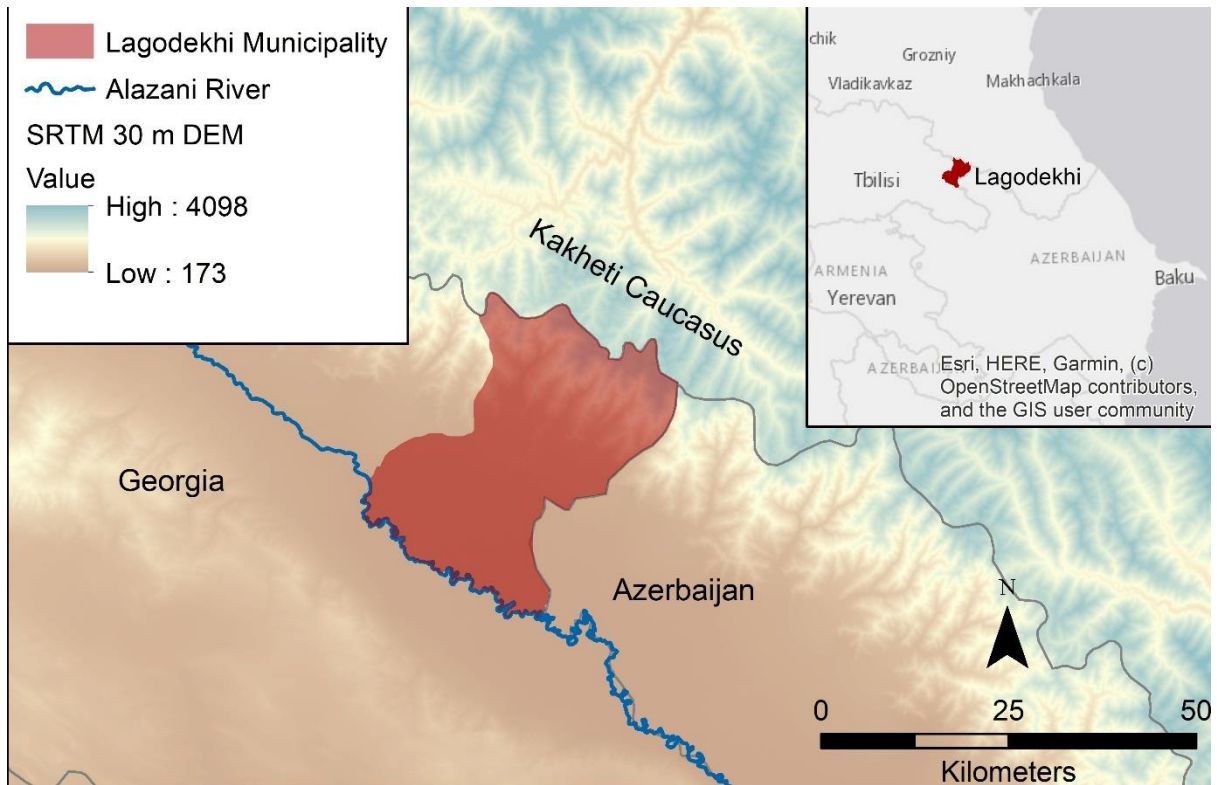 Lagodekhi Municipality
Alazani River
SRTM 30 m DEM
Value
High : 4098
Low : 173
chik
Grozniy
Vladikavkaz
Makhachkala
Tbilisi
Lagodekhi
ARMENIA
AZERBAIJAN
Yerevan
Baku
AZERBAIJAN
Esri, HERE, Garmin, (c)
OpenStreetMap contributors,
and the GIS user community
Kakheti Caucasus
Georgia
Azerbaijan
N
0 25 50
Kilometers